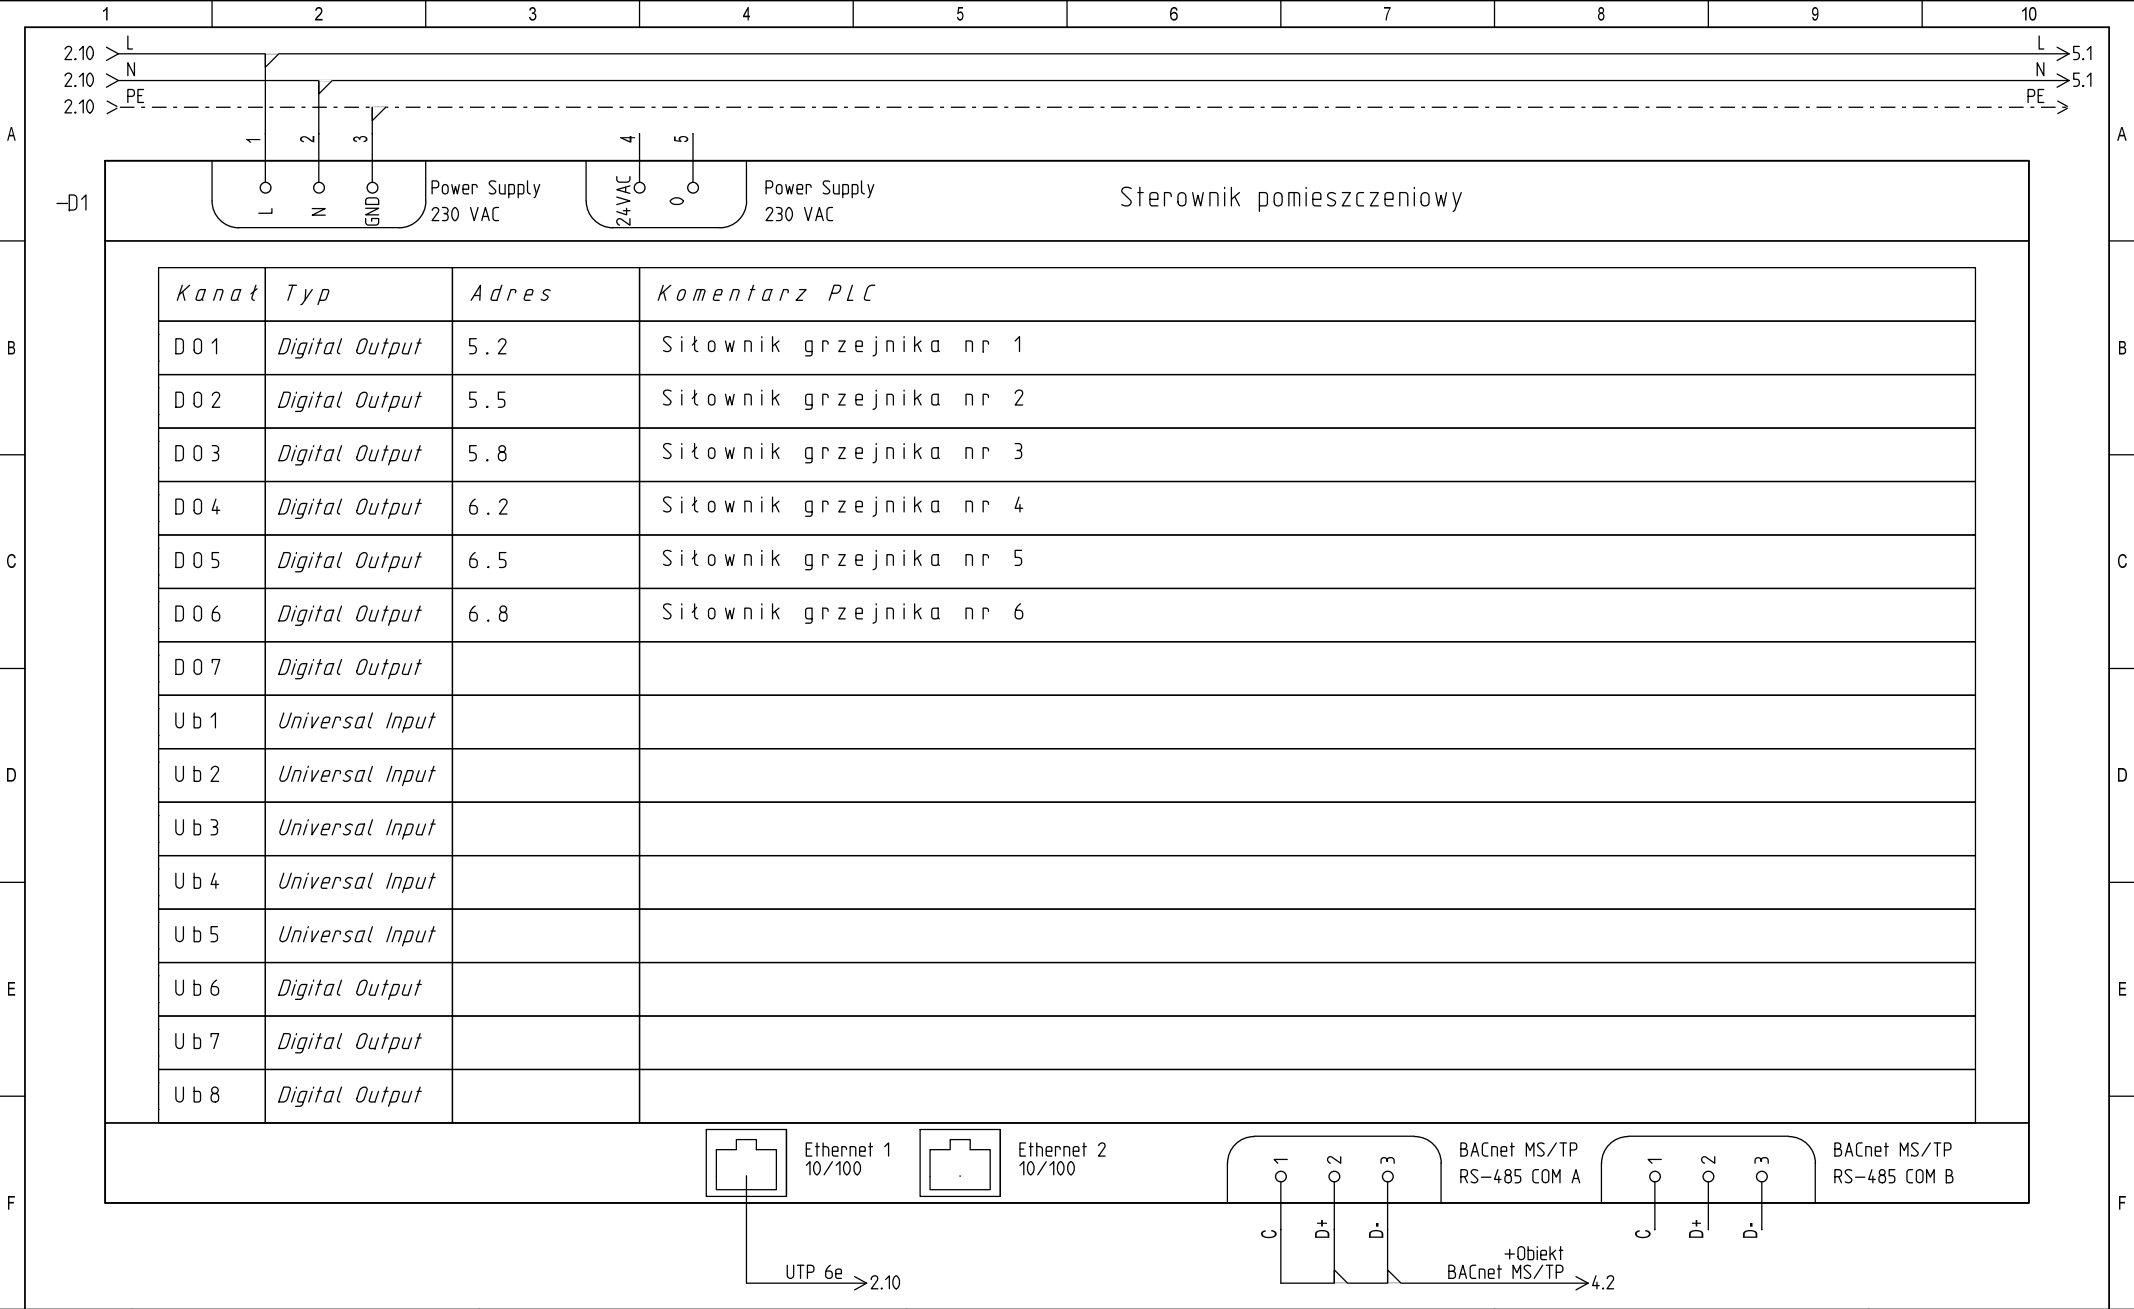 1 2 3 4 5 6 7 8 9 10
2.10 L L 5.1
2.10 N N 5.1
2.10 PE PE
A A
1 2 3 4 5
-D1
L N GND
Power Supply
230 VAC
24VAC 0
Power Supply
230 VAC
Sterownik pomieszczeniowy
Kanał Typ Adres Komentarz PLC
B B
DO1 Digital Output 5.2 Siłownik grzejnika nr 1
DO2 Digital Output 5.5 Siłownik grzejnika nr 2
DO3 Digital Output 5.8 Siłownik grzejnika nr 3
DO4 Digital Output 6.2 Siłownik grzejnika nr 4
C C
DO5 Digital Output 6.5 Siłownik grzejnika nr 5
DO6 Digital Output 6.8 Siłownik grzejnika nr 6
DO7 Digital Output
Ub1 Universal Input
D D
Ub2 Universal Input
Ub3 Universal Input
Ub4 Universal Input
Ub5 Universal Input
E E
Ub6 Digital Output
Ub7 Digital Output
Ub8 Digital Output
F F
Ethernet 1
10/100
Ethernet 2
10/100
1 2 3
BACnet MS/TP
RS-485 COM A
1 2 3
BACnet MS/TP
RS-485 COM B
C D+ D-
C D+ D-
UTP 6e 2.10
+Obiekt
BACnet MS/TP 4.2